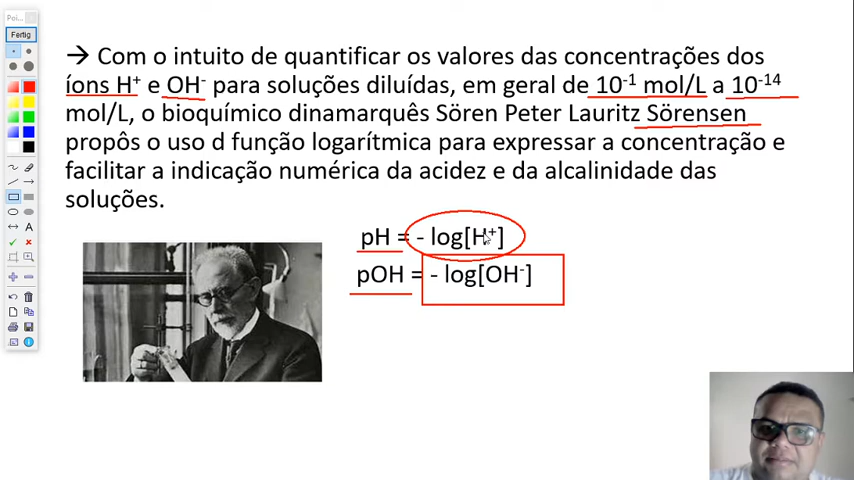 Poi...
Fertig
→ Com o intuito de quantificar os valores das concentrações dos
íons H⁺ e OH⁻ para soluções diluídas, em geral de 10⁻¹ mol/L a 10⁻¹⁴
mol/L, o bioquímico dinamarquês Sören Peter Lauritz Sörensen
propôs o uso d função logarítmica para expressar a concentração e
facilitar a indicação numérica da acidez e da alcalinidade das
soluções.
pH = - log[H⁺]
pOH = - log[OH⁻]